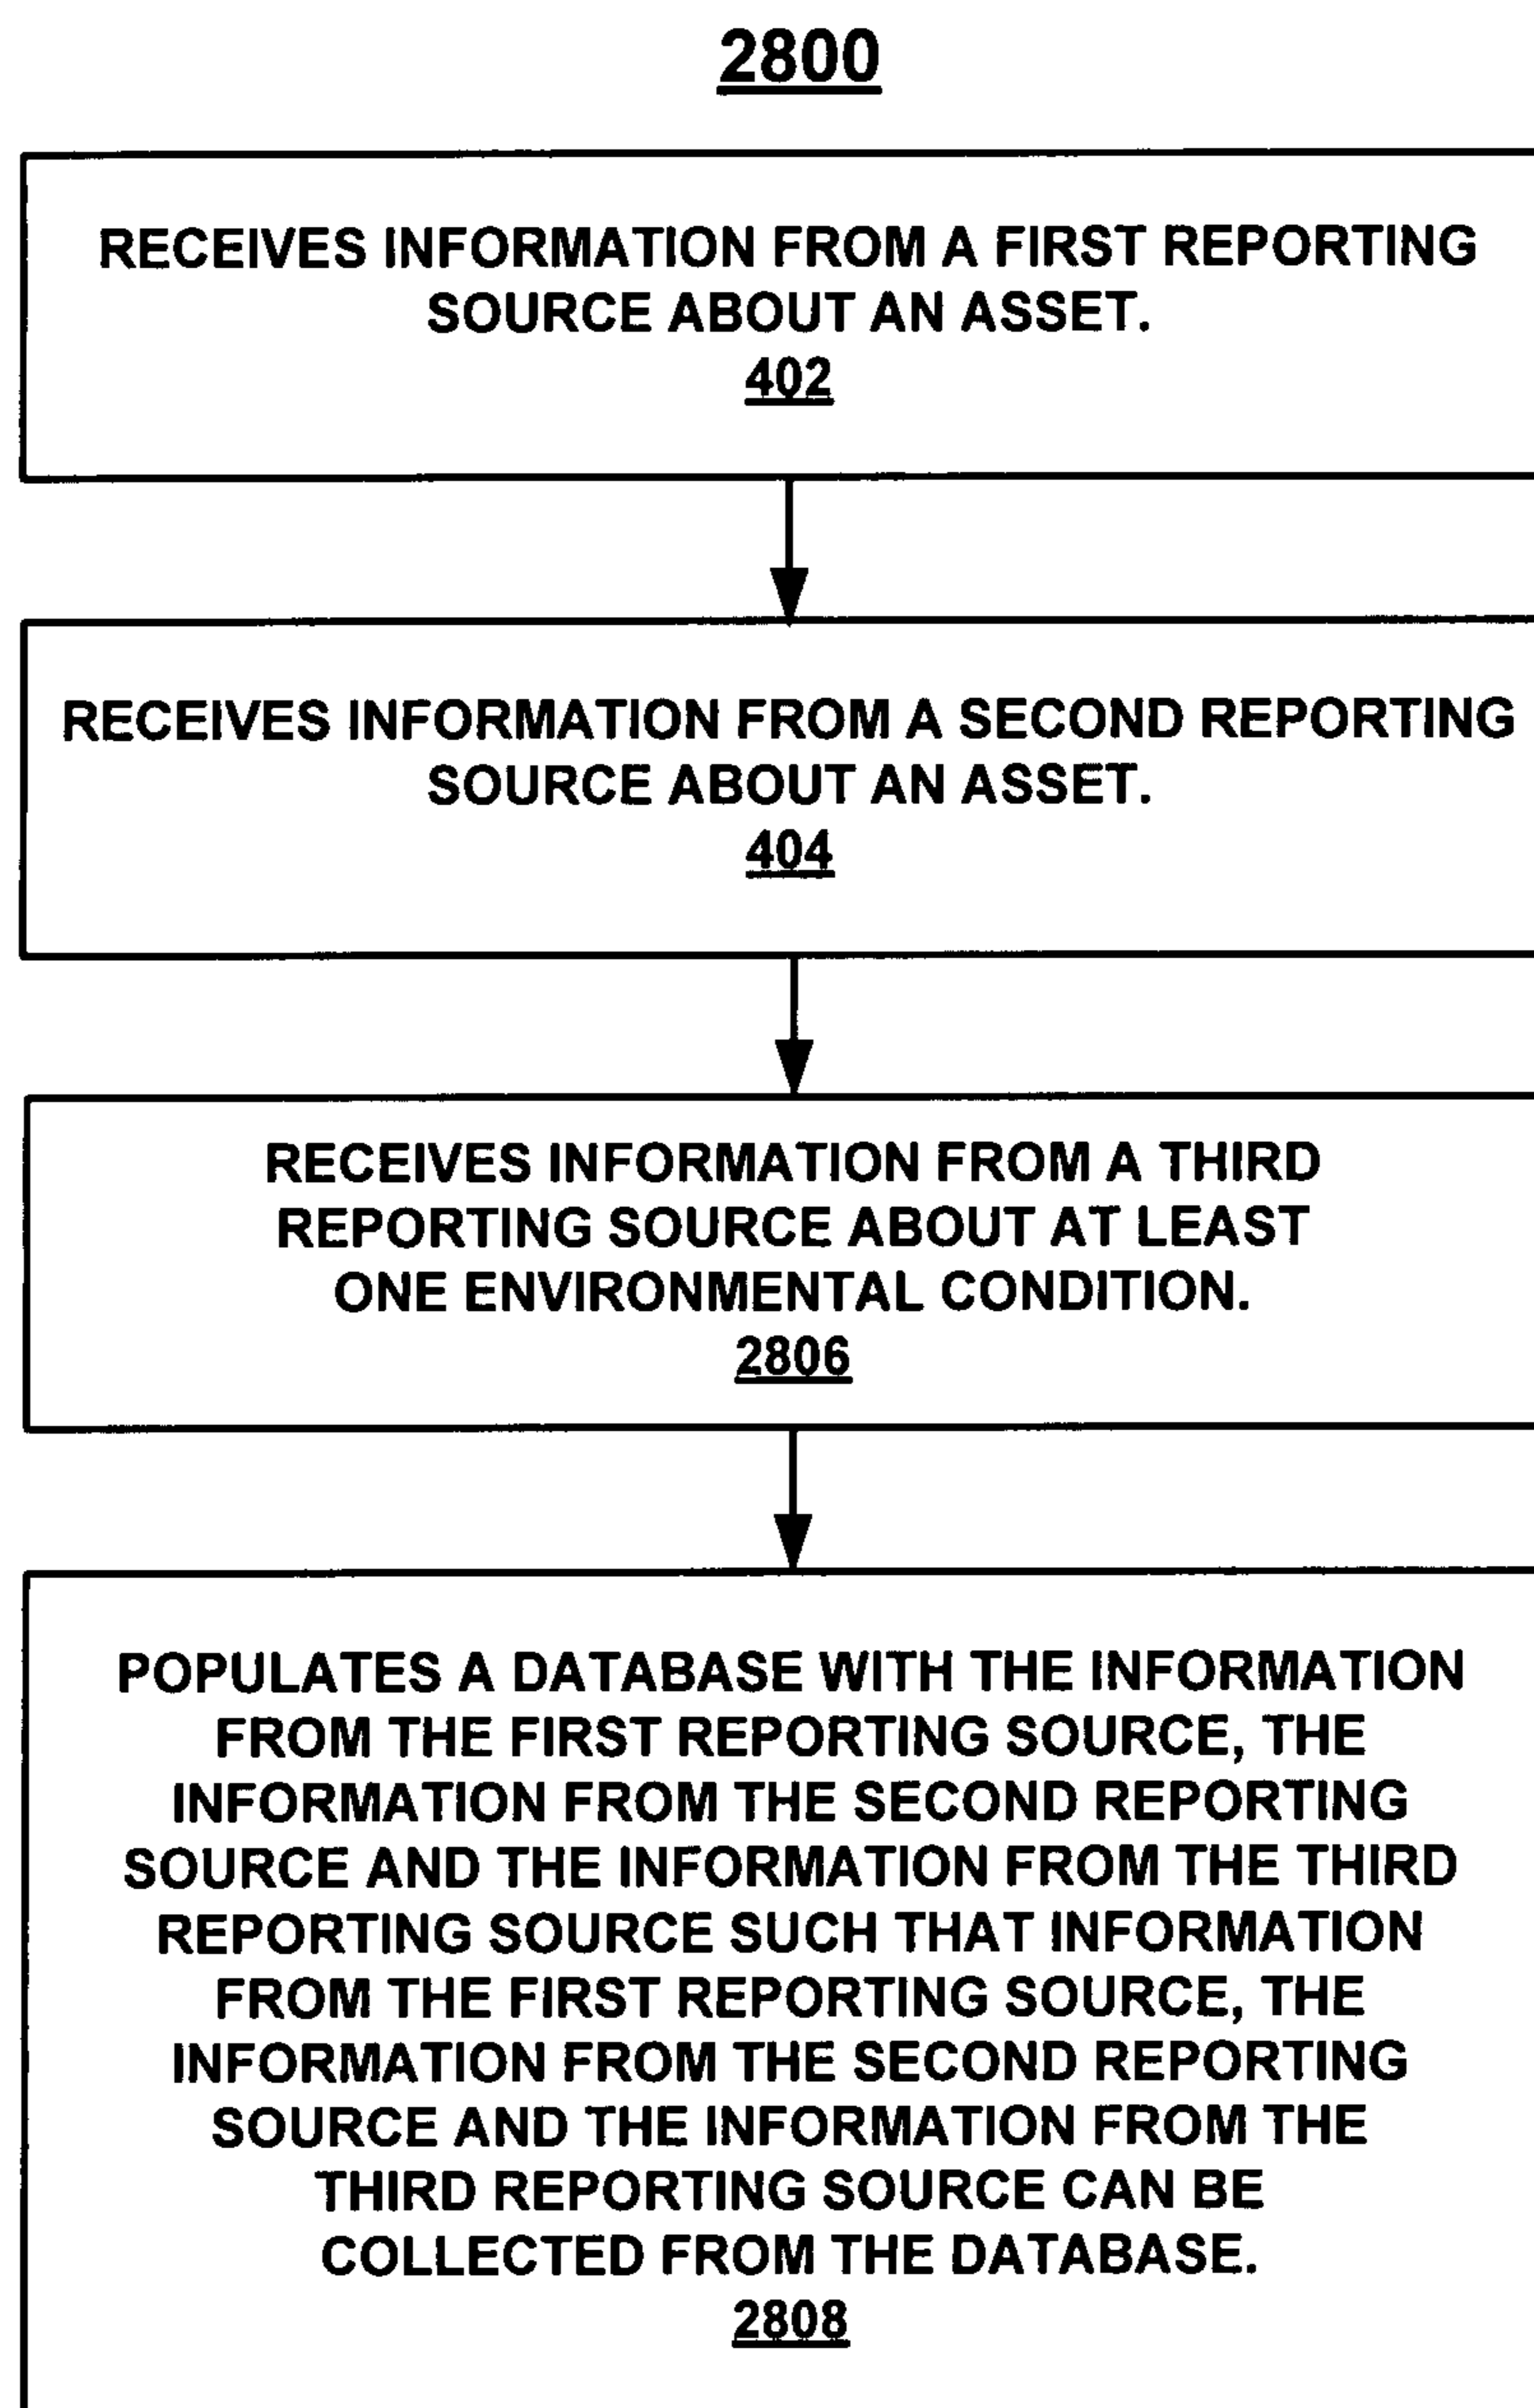 2800
RECEIVES INFORMATION FROM A FIRST REPORTING
SOURCE ABOUT AN ASSET.
402
RECEIVES INFORMATION FROM A SECOND REPORTING
SOURCE ABOUT AN ASSET.
404
RECEIVES INFORMATION FROM A THIRD
REPORTING SOURCE ABOUT AT LEAST
ONE ENVIRONMENTAL CONDITION.
2806
POPULATES A DATABASE WITH THE INFORMATION
FROM THE FIRST REPORTING SOURCE, THE
INFORMATION FROM THE SECOND REPORTING
SOURCE AND THE INFORMATION FROM THE THIRD
REPORTING SOURCE SUCH THAT INFORMATION
FROM THE FIRST REPORTING SOURCE, THE
INFORMATION FROM THE SECOND REPORTING
SOURCE AND THE INFORMATION FROM THE
THIRD REPORTING SOURCE CAN BE
COLLECTED FROM THE DATABASE.
2808